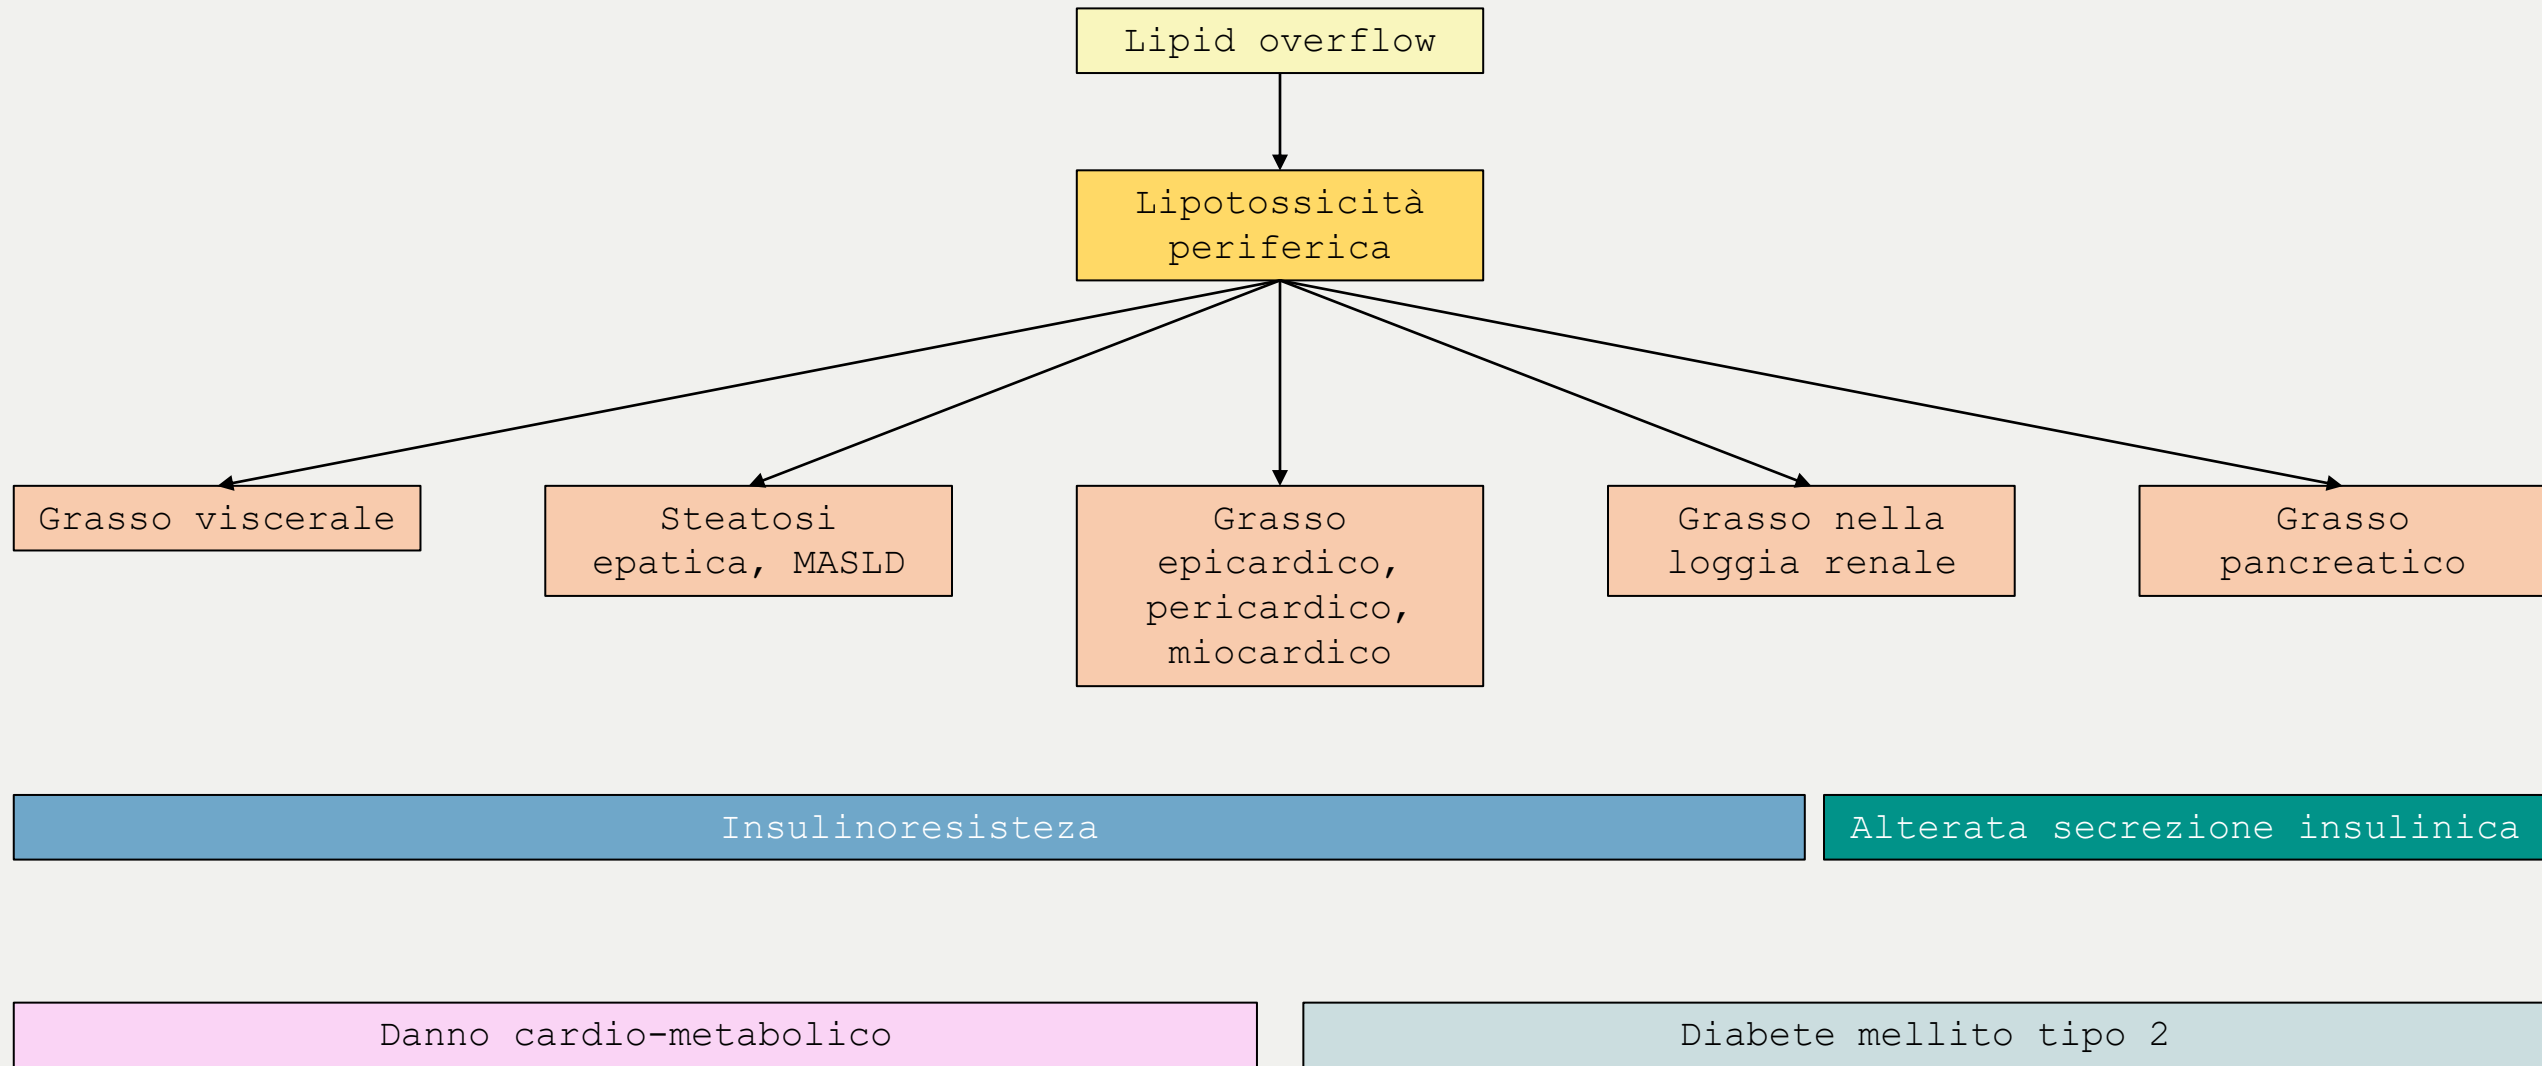 Lipid overflow
Lipotossicità
periferica
Grasso viscerale
Steatosi
epatica, MASLD
Grasso
epicardico,
pericardico,
miocardico
Grasso nella
loggia renale
Grasso
pancreatico
Insulinoresisteza
Alterata secrezione insulinica
Danno cardio-metabolico
Diabete mellito tipo 2